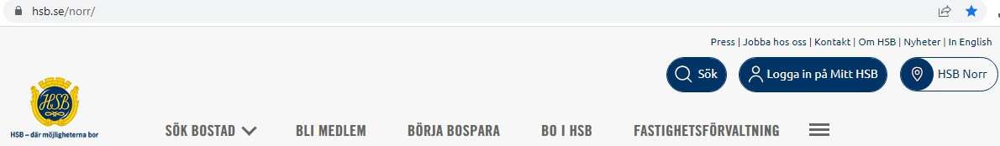 hsb.se/norr/
Press | Jobba hos oss | Kontakt | Om HSB | Nyheter | In English
Sök Logga in på Mitt HSB HSB Norr
HSB
HSB – där möjligheterna bor
SÖK BOSTAD BLI MEDLEM BÖRJA BOSPARA BO I HSB FASTIGHETSFÖRVALTNING